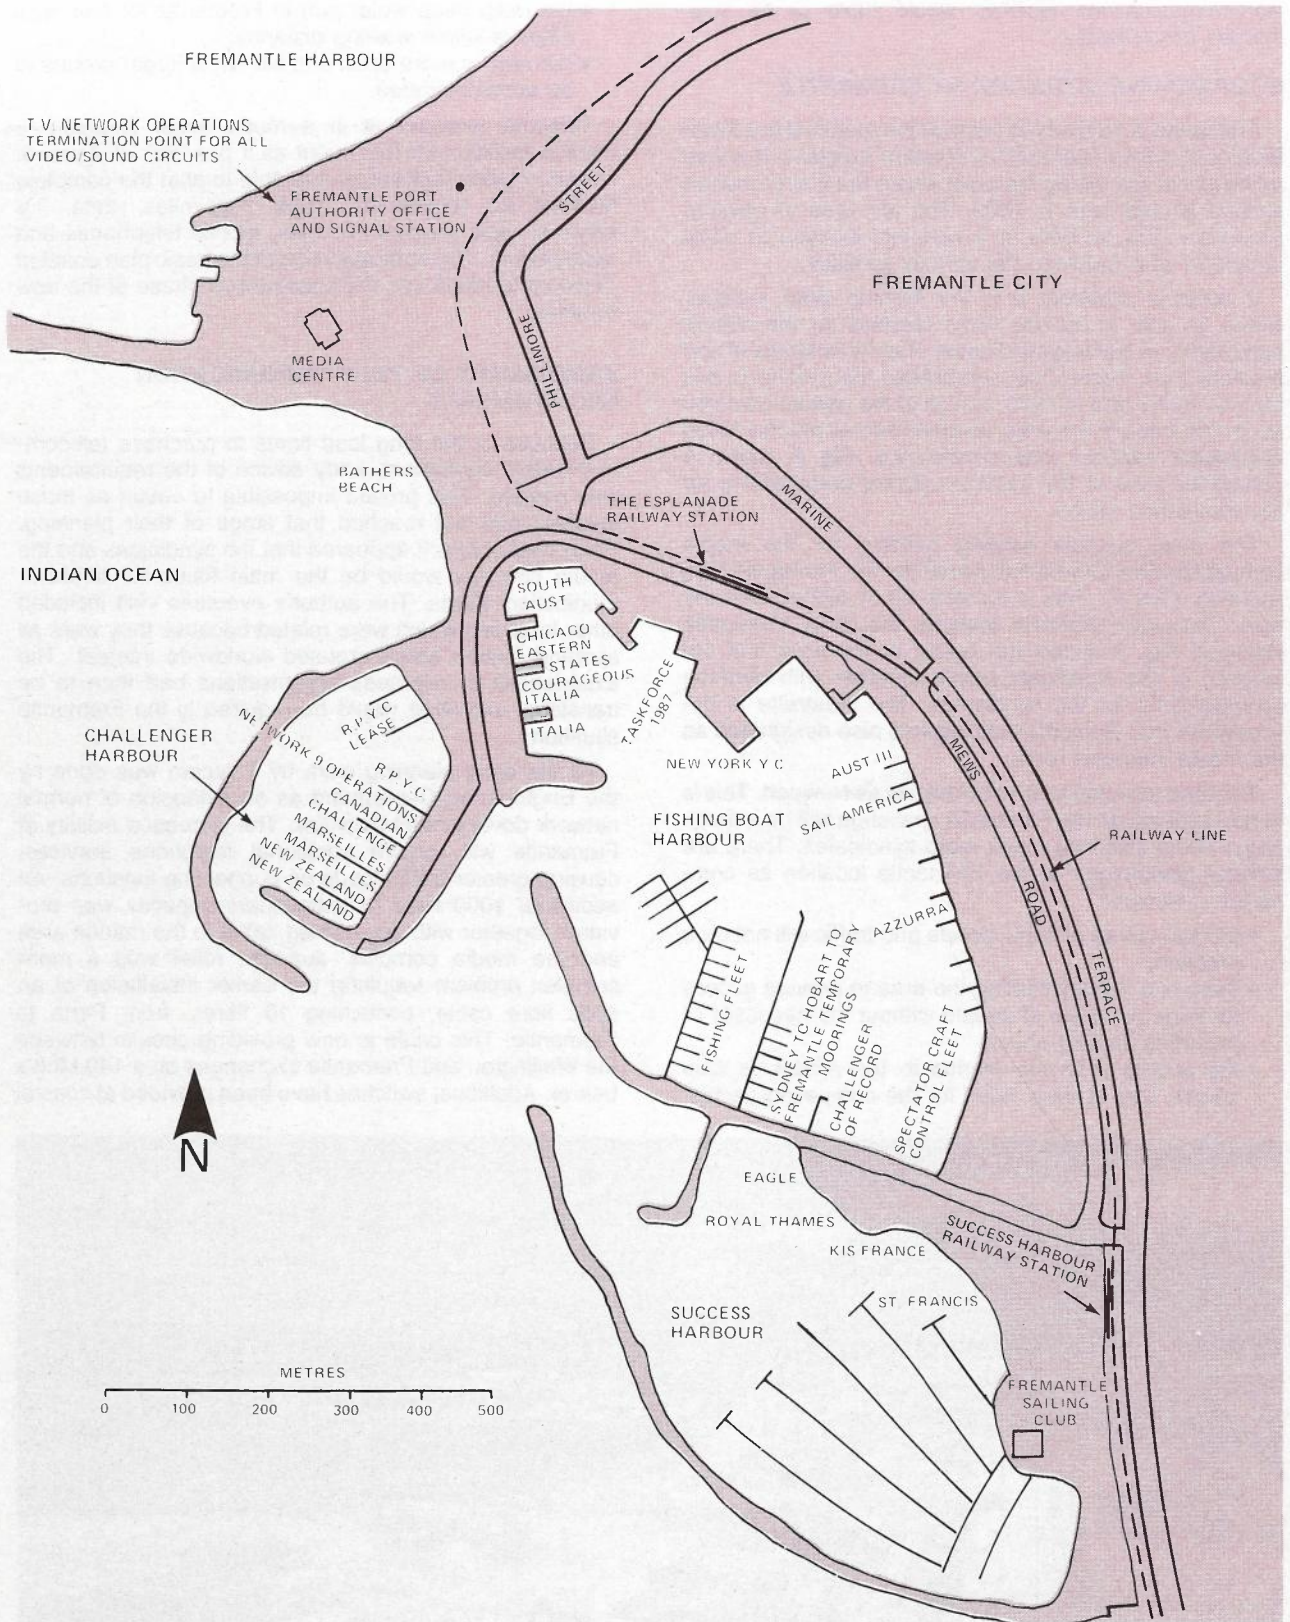 FREMANTLE HARBOUR
T.V. NETWORK OPERATIONS
TERMINATION POINT FOR ALL
VIDEO/SOUND CIRCUITS
FREMANTLE PORT
AUTHORITY OFFICE
AND SIGNAL STATION
STREET
PHILLIMORE
FREMANTLE CITY
MEDIA
CENTRE
BATHERS
BEACH
THE ESPLANADE
RAILWAY STATION
MARINE
INDIAN OCEAN
SOUTH
AUST
CHICAGO
EASTERN
STATES
COURAGEOUS
ITALIA
ITALIA
TASKFORCE
1987
NEW YORK Y C
CHALLENGER
HARBOUR
R.P.Y.C
LEASE
R.P.Y.C
NETWORK 9 OPERATIONS
CANADIAN
CHALLENGE
MARSEILLES
MARSEILLES
NEW ZEALAND
NEW ZEALAND
FISHING BOAT
HARBOUR
AUST III
SAIL AMERICA
AZZURRA
MEWS
ROAD
RAILWAY LINE
TERRACE
FISHING FLEET
SYDNEY TO HOBART TO
FREMANTLE TEMPORARY
MOORINGS
CHALLENGER
OF RECORD
SPECTATOR CRAFT
CONTROL FLEET
N
EAGLE
ROYAL THAMES
KIS FRANCE
SUCCESS HARBOUR
RAILWAY STATION
ST. FRANCIS
SUCCESS
HARBOUR
FREMANTLE
SAILING
CLUB
METRES
0 100 200 300 400 500